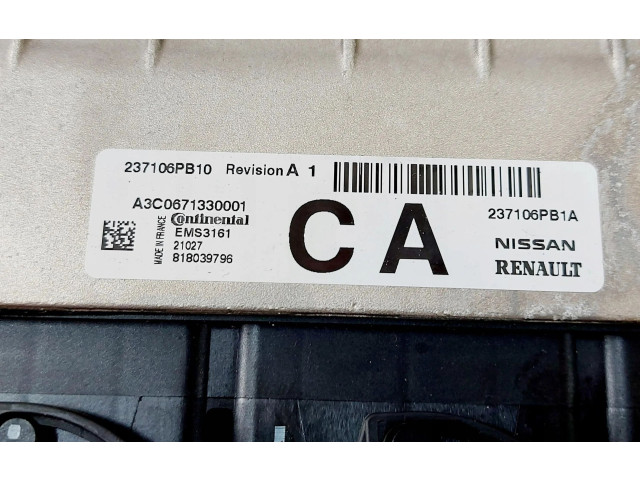 237106PB10 Revision A 1
A3C0671330001
Continental
EMS3161
21027
818039796
MADE IN FRANCE
CA
237106PB1A
NISSAN
RENAULT